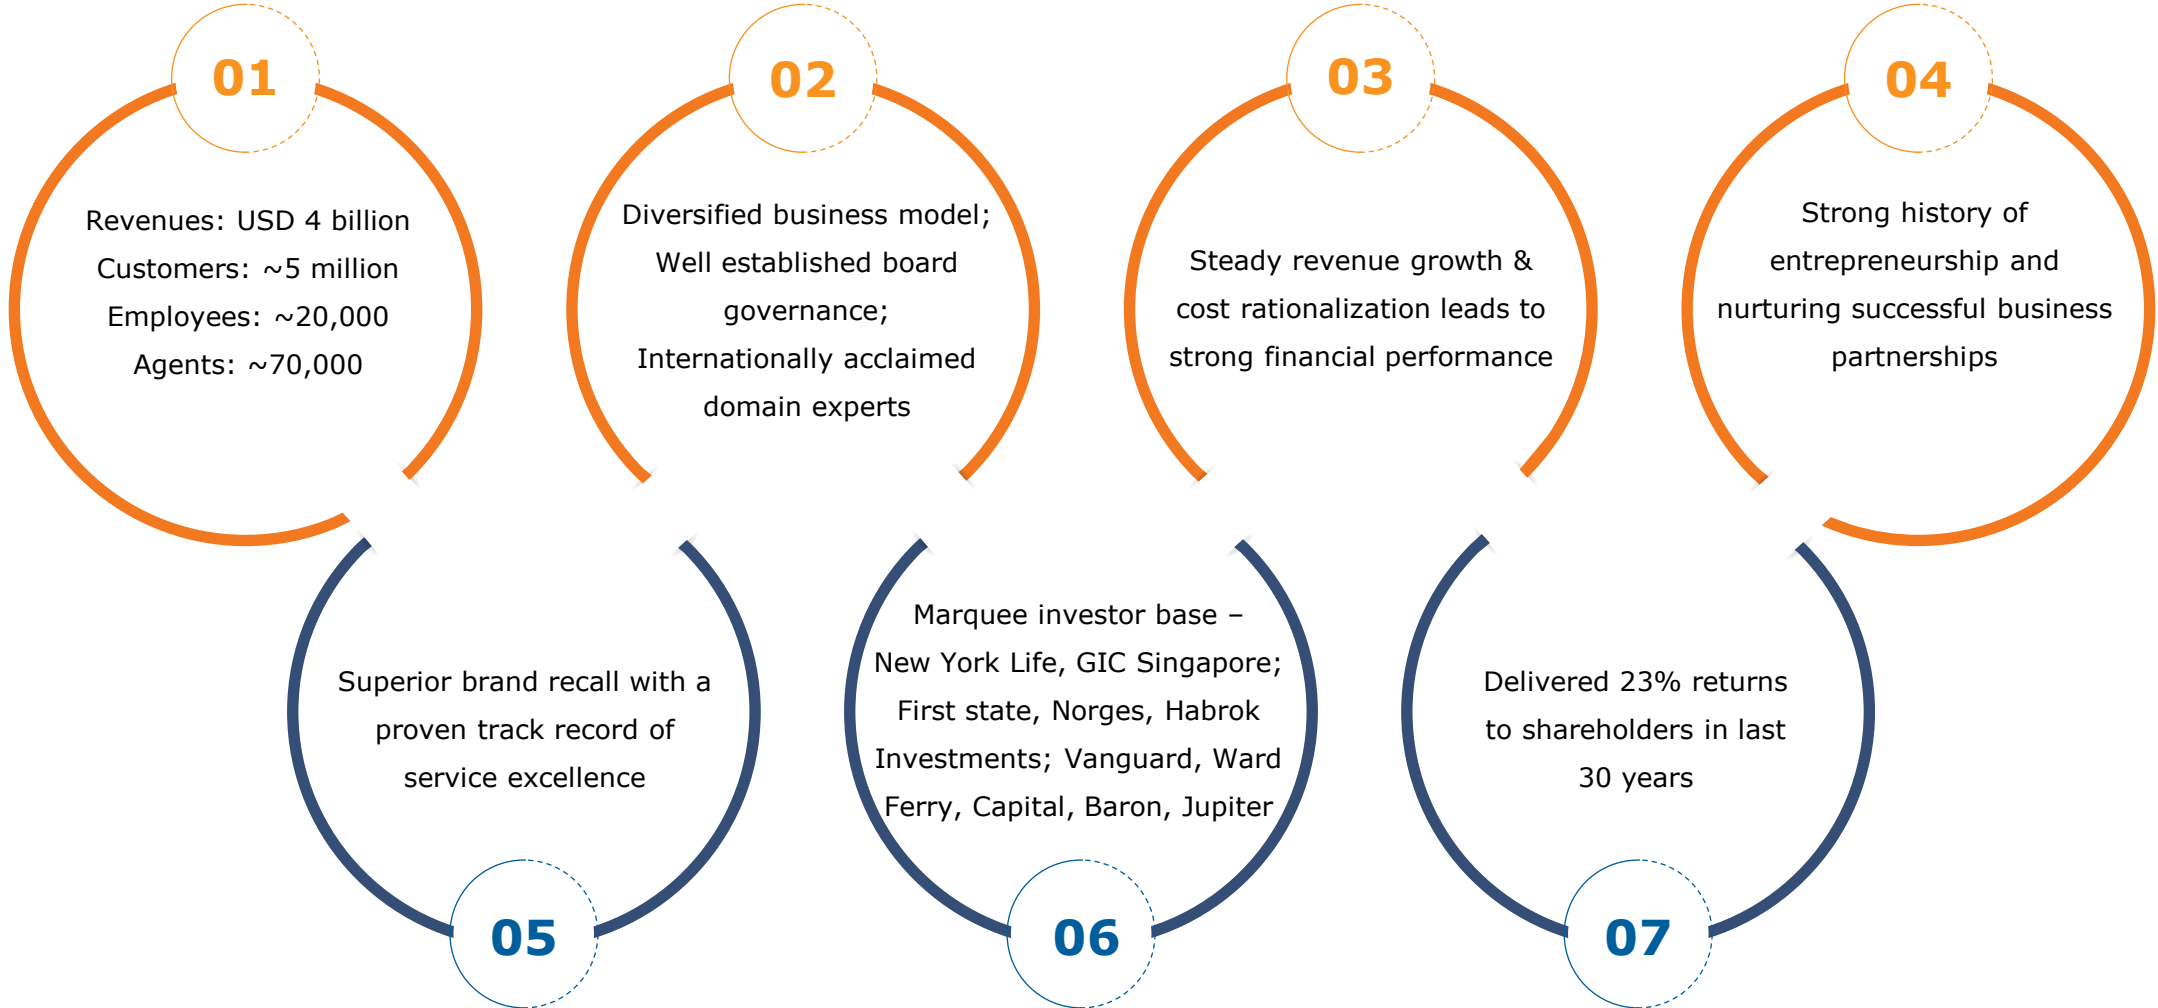 01
Revenues: USD 4 billion
Customers: ~5 million
Employees: ~20,000
Agents: ~70,000
02
Diversified business model;
Well established board
governance;
Internationally acclaimed
domain experts
03
Steady revenue growth &
cost rationalization leads to
strong financial performance
04
Strong history of
entrepreneurship and
nurturing successful business
partnerships
Superior brand recall with a
proven track record of
service excellence
05
Marquee investor base –
New York Life, GIC Singapore;
First state, Norges, Habrok
Investments; Vanguard, Ward
Ferry, Capital, Baron, Jupiter
06
Delivered 23% returns
to shareholders in last
30 years
07